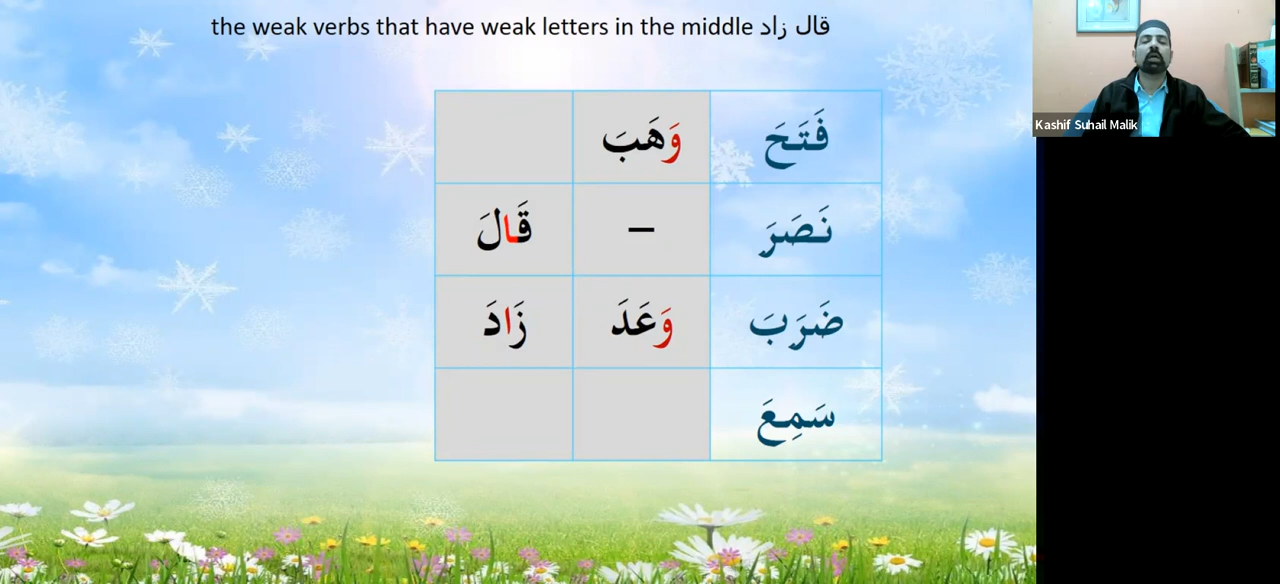 the weak verbs that have weak letters in the middle قال زاد
Kashif Suhail Malik
فَتَحَ وَهَبَ
نَصَرَ – قَالَ
ضَرَبَ وَعَدَ زَادَ
سَمِعَ